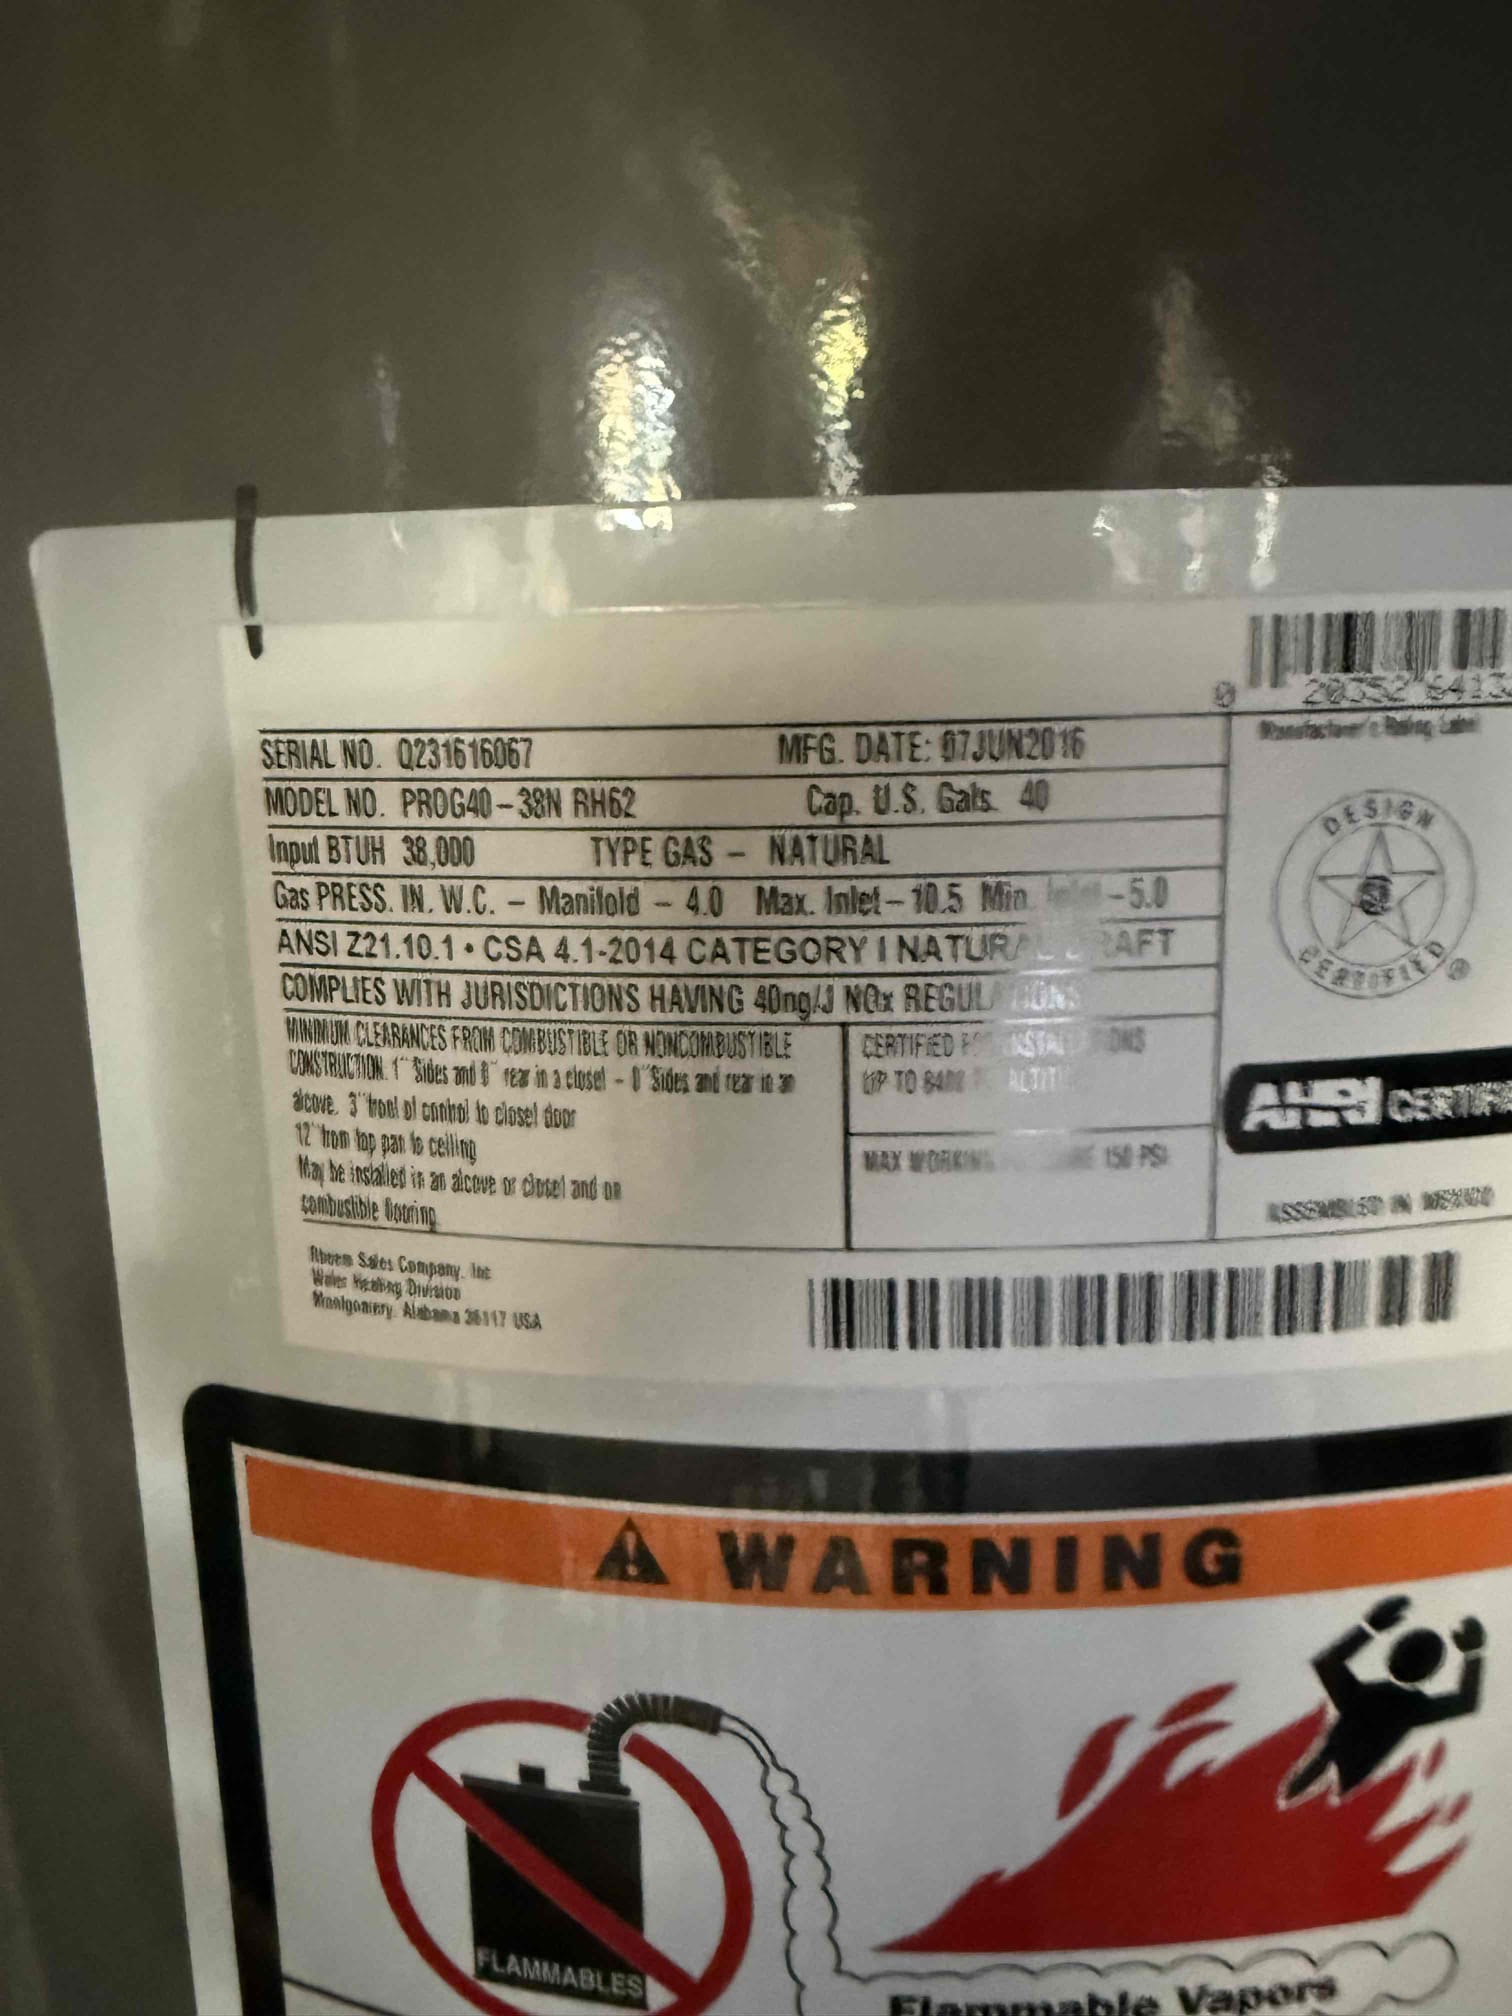 SERIAL NO. Q231616067 MFG. DATE: 07JUN2016
MODEL NO. PROG40-38N RH62 Cap. U.S. Gals. 40
Input BTUH 38,000 TYPE GAS - NATURAL
Gas PRESS. IN. W.C. - Manifold - 4.0 Max. Inlet - 10.5 Min. -5.0
ANSI Z21.10.1 • CSA 4.1-2014 CATEGORY I NATURAL DRAFT
COMPLIES WITH JURISDICTIONS HAVING 40ng/J NOx REGULATIONS
MINIMUM CLEARANCES FROM COMBUSTIBLE OR NONCOMBUSTIBLE
CONSTRUCTION. 1" Sides and 0" rear in a closet - 0" Sides and rear in an
alcove. 3" front of control to closet door
12" from top pan to ceiling
May be installed in an alcove or closet and on
combustible flooring
CERTIFIED INSTALLATIONS
UP TO
MAX WORKING 150 PSI
Rheem Sales Company, Inc
Water Heating Division
Montgomery, Alabama 36117 USA
Manufacturer's Rating Label
DESIGN
CERTIFIED
®
AHRI CERTIF
ASSEMBLED IN MEXICO
WARNING
FLAMMABLES
Flammable Vapors